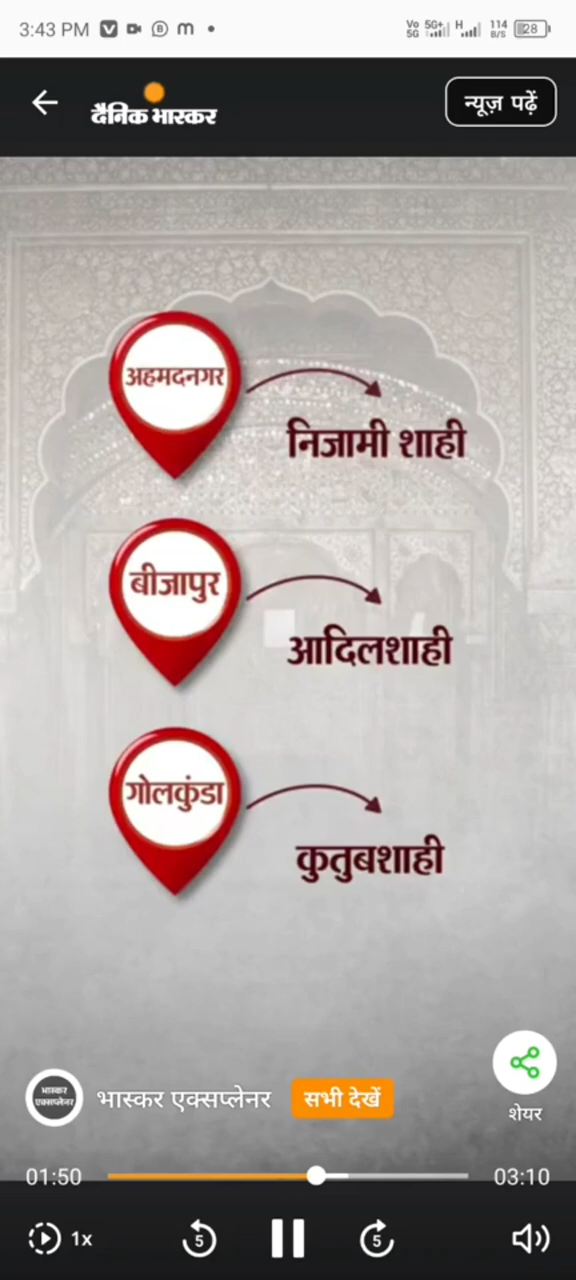 3:43 PM
Vo 5G 5G+ H 114 B/S 28
दैनिक भास्कर
न्यूज़ पढ़ें
अहमदनगर
निजामी शाही
बीजापुर
आदिलशाही
गोलकुंडा
कुतुबशाही
भास्कर एक्सप्लेनर
भास्कर एक्सप्लेनर
सभी देखें
शेयर
01:50
03:10
1x
5
5